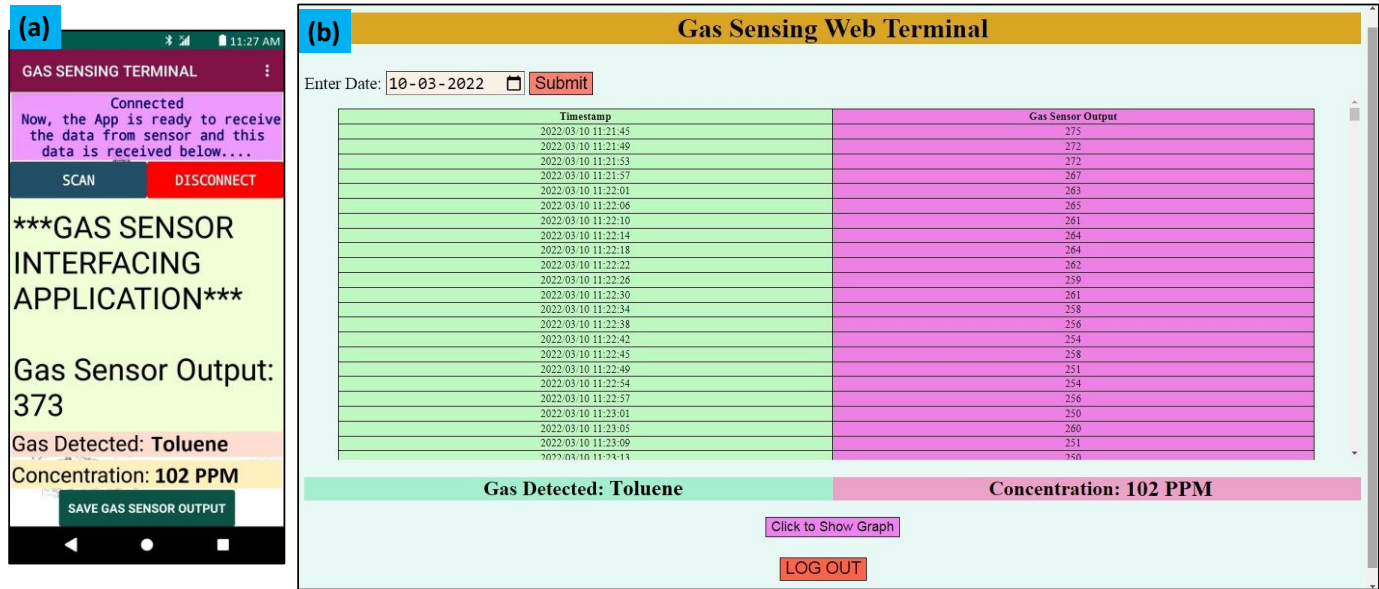 (a)
11:27 AM
GAS SENSING TERMINAL
Connected
Now, the App is ready to receive
the data from sensor and this
data is received below....
SCAN DISCONNECT
***GAS SENSOR
INTERFACING
APPLICATION***
Gas Sensor Output:
373
Gas Detected: Toluene
Concentration: 102 PPM
SAVE GAS SENSOR OUTPUT
(b)
Gas Sensing Web Terminal
Enter Date: 10-03-2022 Submit
Timestamp Gas Sensor Output
2022/03/10 11:21:45 275
2022/03/10 11:21:49 272
2022/03/10 11:21:53 272
2022/03/10 11:21:57 267
2022/03/10 11:22:01 263
2022/03/10 11:22:06 265
2022/03/10 11:22:10 261
2022/03/10 11:22:14 264
2022/03/10 11:22:18 264
2022/03/10 11:22:22 262
2022/03/10 11:22:26 259
2022/03/10 11:22:30 261
2022/03/10 11:22:34 258
2022/03/10 11:22:38 256
2022/03/10 11:22:42 254
2022/03/10 11:22:45 258
2022/03/10 11:22:49 251
2022/03/10 11:22:54 254
2022/03/10 11:22:57 256
2022/03/10 11:23:01 250
2022/03/10 11:23:05 260
2022/03/10 11:23:09 251
2022/03/10 11:23:13 250
Gas Detected: Toluene Concentration: 102 PPM
Click to Show Graph
LOG OUT